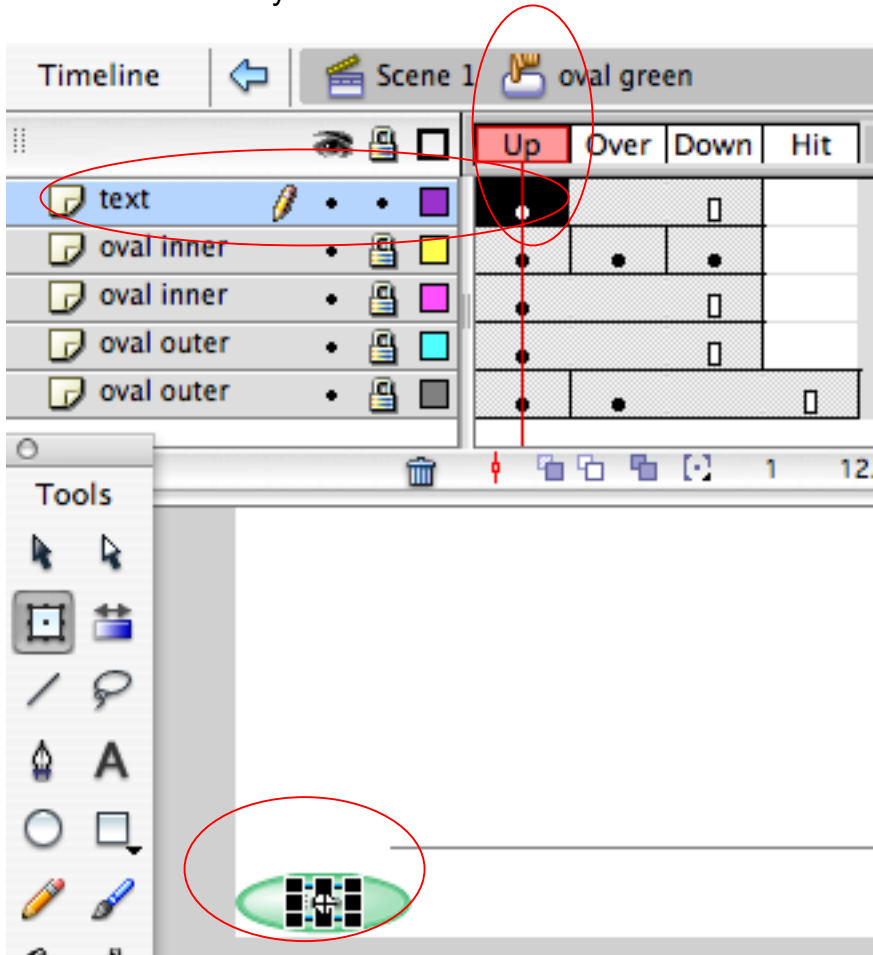 Timeline Scene 1 oval green
Up Over Down Hit
text
oval inner
oval inner
oval outer
oval outer
1 12.
Tools
A